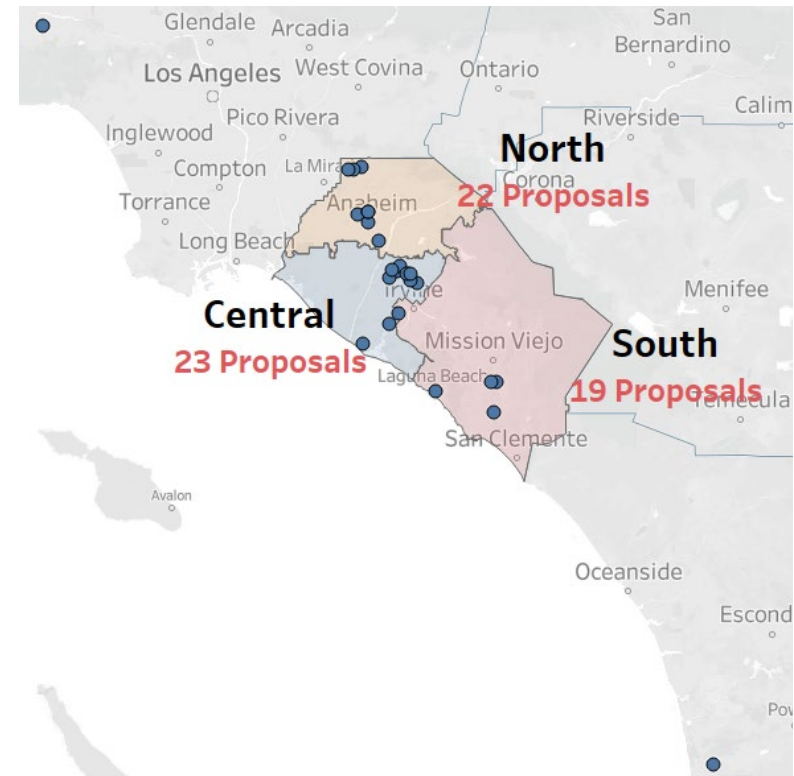 Glendale
Arcadia
San
Bernardino
Los Angeles
West Covina
Ontario
Pico Rivera
Riverside
Calim
Inglewood
North
Compton
La Mira
Corona
22 Proposals
Torrance
Anaheim
Long Beach
Irvine
Menifee
Central
Mission Viejo
South
23 Proposals
Laguna Beach
19 Proposals
Temecula
San Clemente
Avalon
Oceanside
Escond
Pow